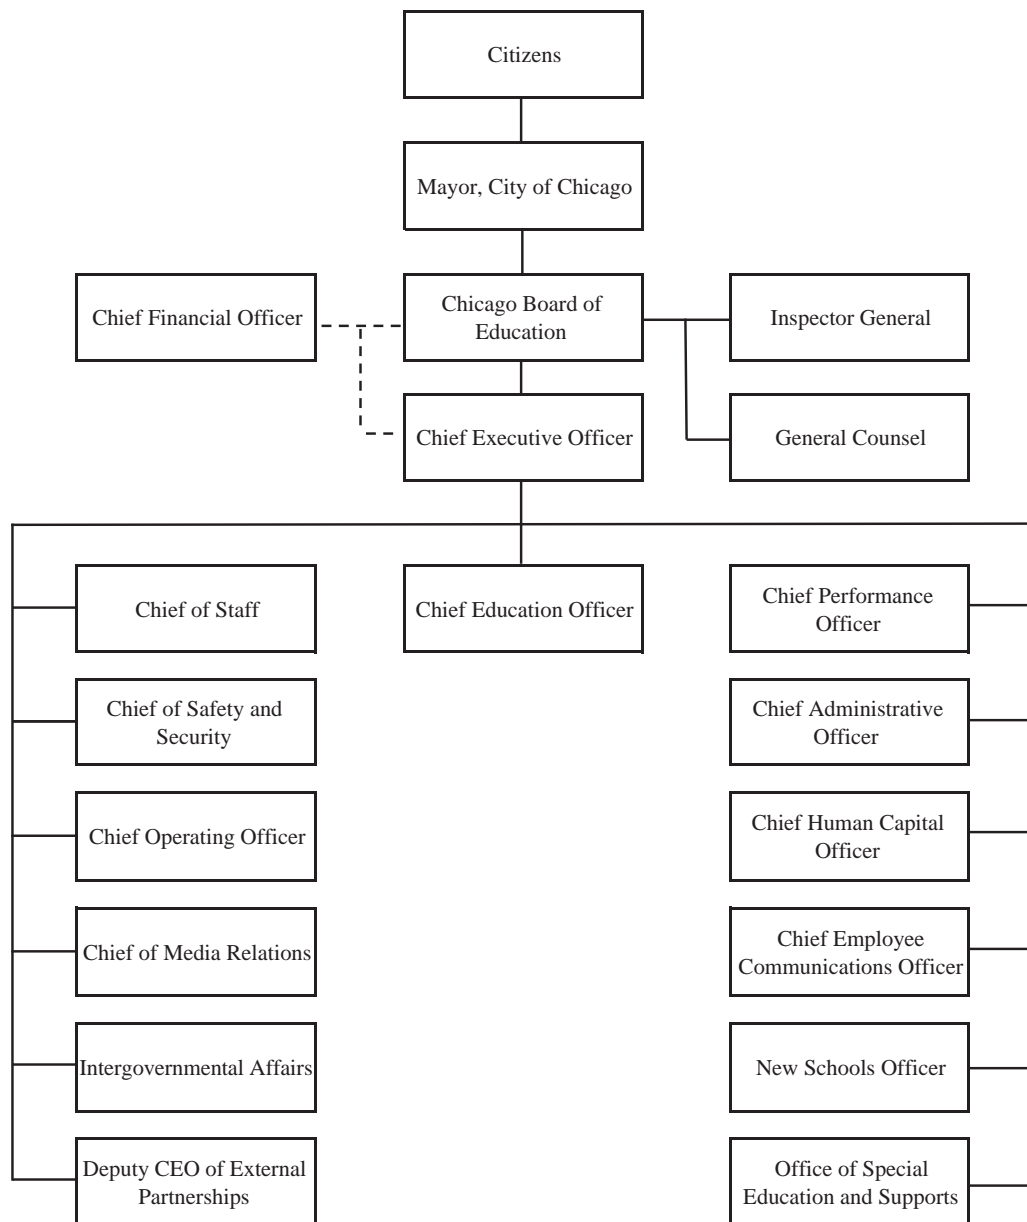 Citizens
Mayor, City of Chicago
Chief Financial Officer
Chicago Board of
Education
Inspector General
Chief Executive Officer
General Counsel
Chief of Staff
Chief Education Officer
Chief Performance
Officer
Chief of Safety and
Security
Chief Administrative
Officer
Chief Operating Officer
Chief Human Capital
Officer
Chief of Media Relations
Chief Employee
Communications Officer
Intergovernmental Affairs
New Schools Officer
Deputy CEO of External
Partnerships
Office of Special
Education and Supports